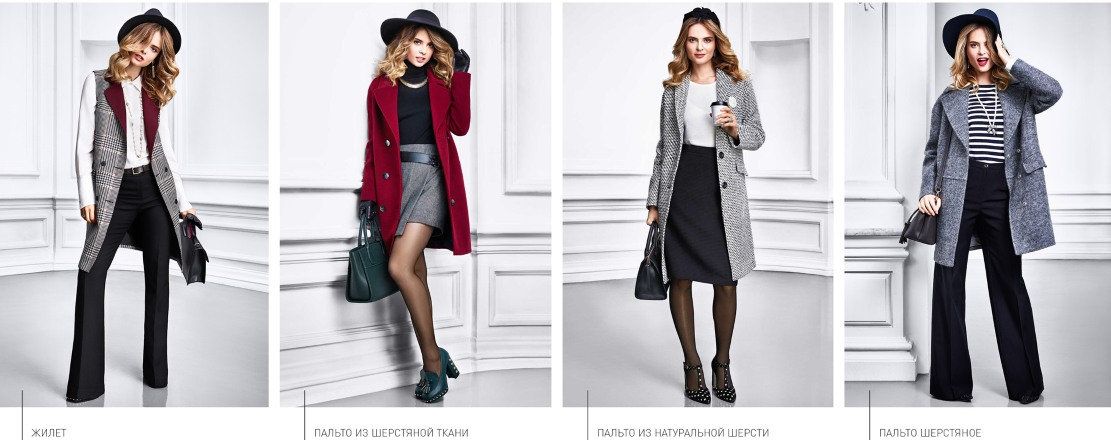 ЖИЛЕТ
ПАЛЬТО ИЗ ШЕРСТЯНОЙ ТКАНИ
ПАЛЬТО ИЗ НАТУРАЛЬНОЙ ШЕРСТИ
ПАЛЬТО ШЕРСТЯНОЕ